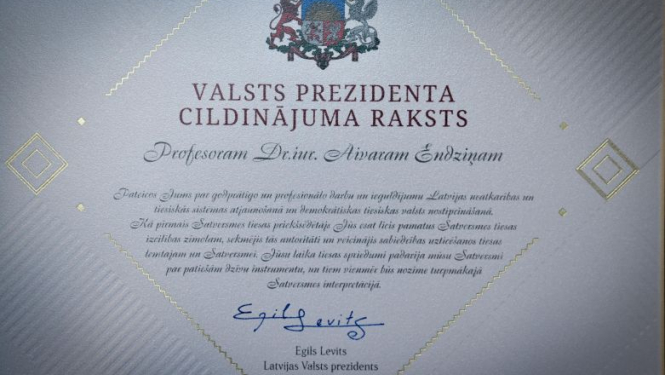 VALSTS PREZIDENTA
CILDINĀJUMA RAKSTS
Profesoram Dr.iur. Aivaram Endziņam
Pateicos Jums par godprātīgo un profesionālo darbu un ieguldījumu Latvijas neatkarības un
tiesiskās sistēmas atjaunošanā un demokrātiskas tiesiskas valsts nostiprināšanā.
Kā pirmais Satversmes tiesas priekšsēdētājs Jūs esat licis pamatus Satversmes tiesas
izcilības zīmolam, sekmējis tās autoritāti un veicinājis sabiedrības uzticēšanos tiesas
lēmumiem un Satversmei. Jūsu laika tiesas spriedumi padarīja mūsu Satversmi
par patiešām dzīvu instrumentu, un tiem vienmēr būs nozīme turpmākajā
Satversmes interpretācijā.
Egils Levits
Egils Levits
Latvijas Valsts prezidents